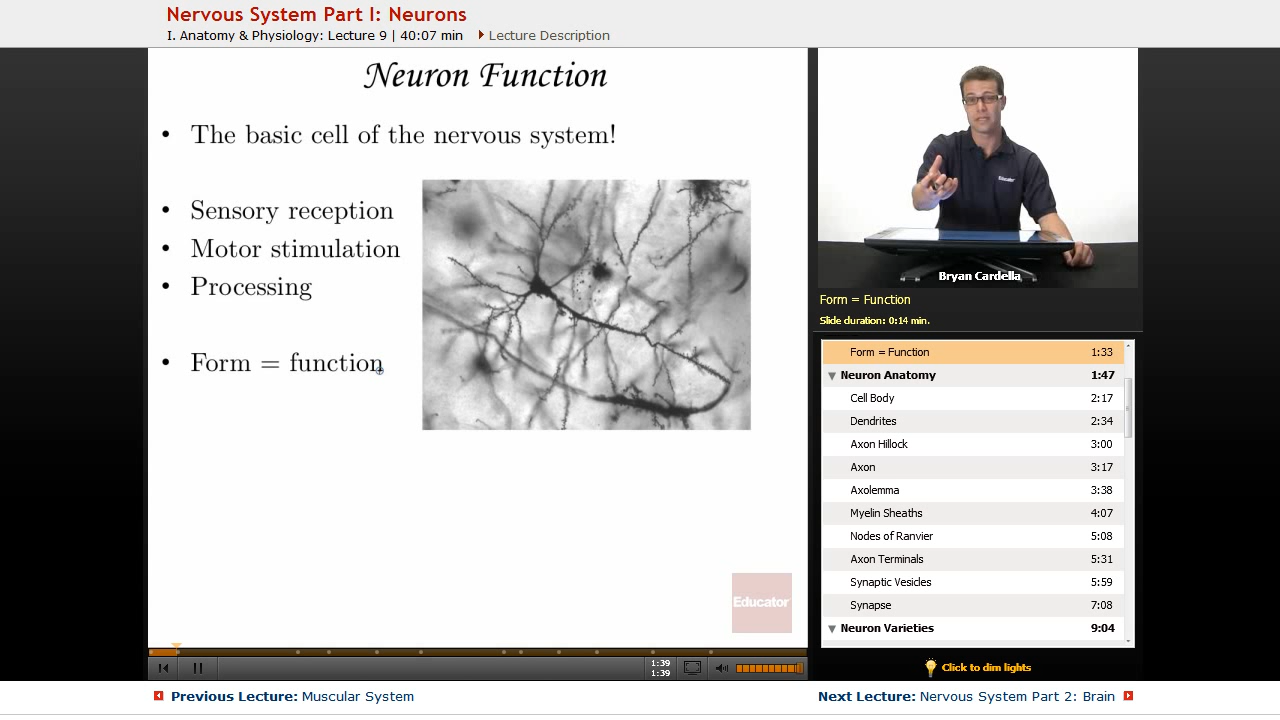 Nervous System Part I: Neurons
I. Anatomy & Physiology: Lecture 9 | 40:07 min
Lecture Description
Neuron Function
• The basic cell of the nervous system!
• Sensory reception
• Motor stimulation
• Processing
• Form = function
Educator
Educator
Bryan Cardella
Form = Function
Slide duration: 0:14 min.
Form = Function 1:33
Neuron Anatomy 1:47
Cell Body 2:17
Dendrites 2:34
Axon Hillock 3:00
Axon 3:17
Axolemma 3:38
Myelin Sheaths 4:07
Nodes of Ranvier 5:08
Axon Terminals 5:31
Synaptic Vesicles 5:59
Synapse 7:08
Neuron Varieties 9:04
1:39
1:39
Click to dim lights
Previous Lecture: Muscular System
Next Lecture: Nervous System Part 2: Brain